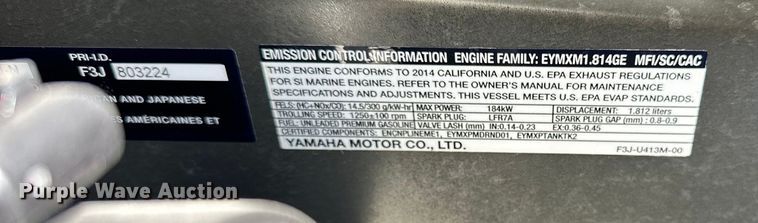 PRI-I.D.
F3J 803224
AN AND JAPANESE
S AMÉRICAINES ET
EMISSION CONTROL INFORMATION ENGINE FAMILY: EYMXM1.814GE MFI/SC/CAC
THIS ENGINE CONFORMS TO 2014 CALIFORNIA AND U.S. EPA EXHAUST REGULATIONS
FOR SI MARINE ENGINES. REFER TO THE OWNER'S MANUAL FOR MAINTENANCE
SPECIFICATIONS AND ADJUSTMENTS. THIS VESSEL MEETS U.S. EPA EVAP STANDARDS.
FELS: (HC+NOx/CO): 14.5/300 g/kW-hr MAX POWER: 184kW DISPLACEMENT: 1.812 liters
TROLLING SPEED: 1250±100 rpm SPARK PLUG: LFR7A SPARK PLUG GAP (mm): 0.8-0.9
FUEL: UNLEADED PREMIUM GASOLINE VALVE LASH (mm) IN:0.14-0.23 EX:0.36-0.45
CERTIFIED COMPONENTS: ENCNPLINEME1, EYMXPMDRND01, EYMXPTANKTK2
YAMAHA MOTOR CO., LTD.
F3J-U413M-00
Purple Wave Auction